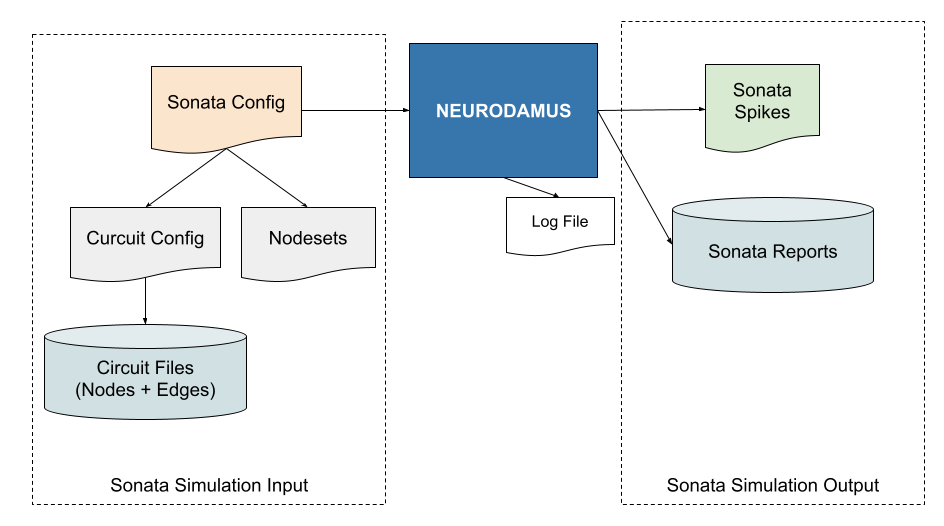 Sonata Config
NEURODAMUS
Sonata
Spikes
Curcuit Config
Nodesets
Log File
Sonata Reports
Circuit Files
(Nodes + Edges)
Sonata Simulation Input
Sonata Simulation Output